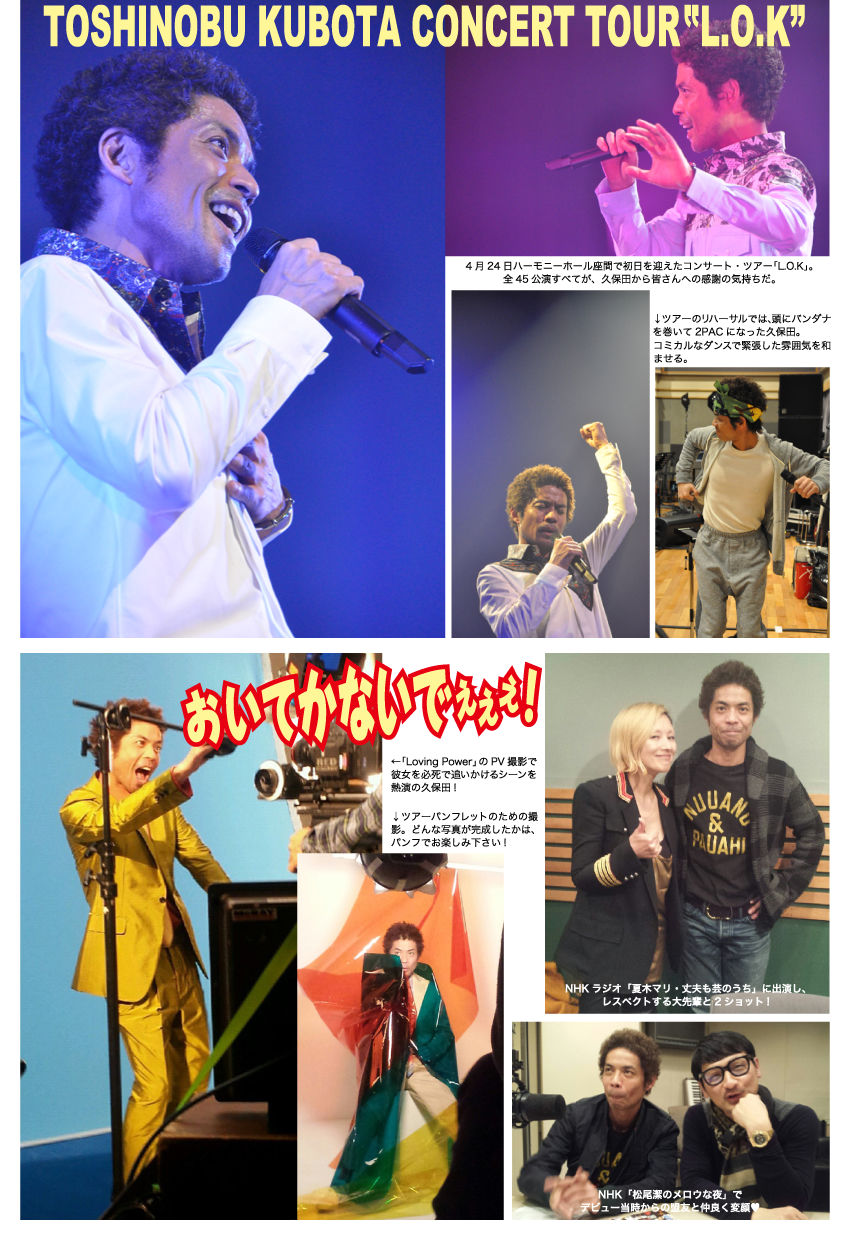 TOSHINOBU KUBOTA CONCERT TOUR“L.O.K”
4月24日ハーモニーホール座間で初日を迎えたコンサート・ツアー「L.O.K」。
全45公演すべてが、久保田から皆さんへの感謝の気持ちだ。
↓ツアーのリハーサルでは、頭にバンダナ
を巻いて2PACになった久保田。
コミカルなダンスで緊張した雰囲気を和
ませる。
おいてかないでぇぇぇ!
←「Loving Power」のPV撮影で
彼女を必死で追いかけるシーンを
熱演の久保田!
↓ツアーパンフレットのための撮
影。どんな写真が完成したかは、
パンフでお楽しみ下さい!
RED
NUUANU
&
PAUAHI
NHKラジオ「夏木マリ・丈夫も芸のうち」に出演し、
レスペクトする大先輩と2ショット!
NHK「松尾潔のメロウな夜」で
デビュー当時からの盟友と仲良く変顔♥